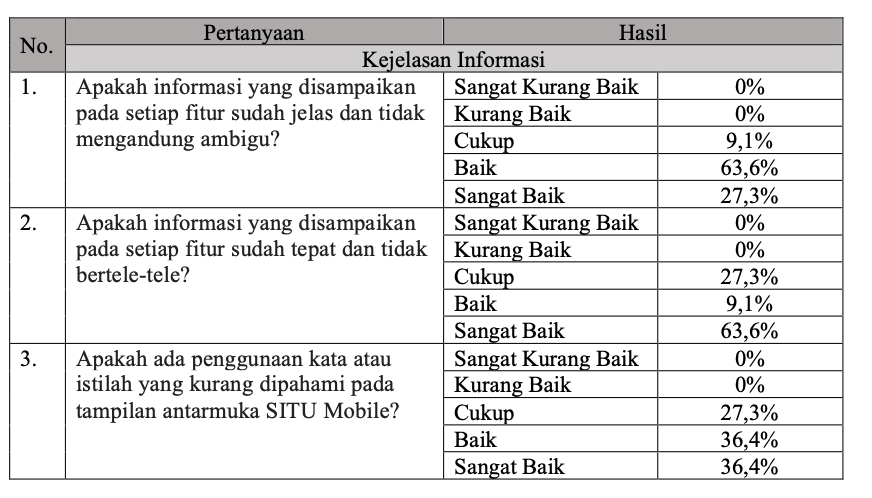 No. Pertanyaan Hasil
Kejelasan Informasi
1. Apakah informasi yang disampaikan Sangat Kurang Baik 0%
pada setiap fitur sudah jelas dan tidak Kurang Baik 0%
mengandung ambigu? Cukup 9,1%
Baik 63,6%
Sangat Baik 27,3%
2. Apakah informasi yang disampaikan Sangat Kurang Baik 0%
pada setiap fitur sudah tepat dan tidak Kurang Baik 0%
bertele-tele? Cukup 27,3%
Baik 9,1%
Sangat Baik 63,6%
3. Apakah ada penggunaan kata atau Sangat Kurang Baik 0%
istilah yang kurang dipahami pada Kurang Baik 0%
tampilan antarmuka SITU Mobile? Cukup 27,3%
Baik 36,4%
Sangat Baik 36,4%